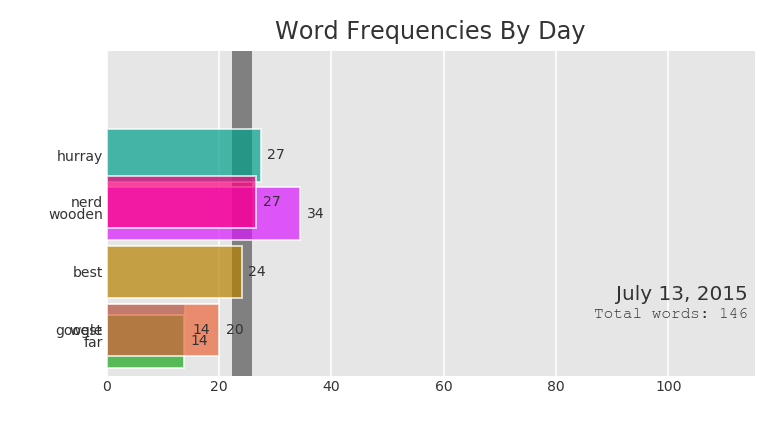 Word Frequencies By Day
hurray
27
nerd
27
wooden
34
best
24
google
14
20
far
14
July 13, 2015
Total words: 146
0
20
40
60
80
100